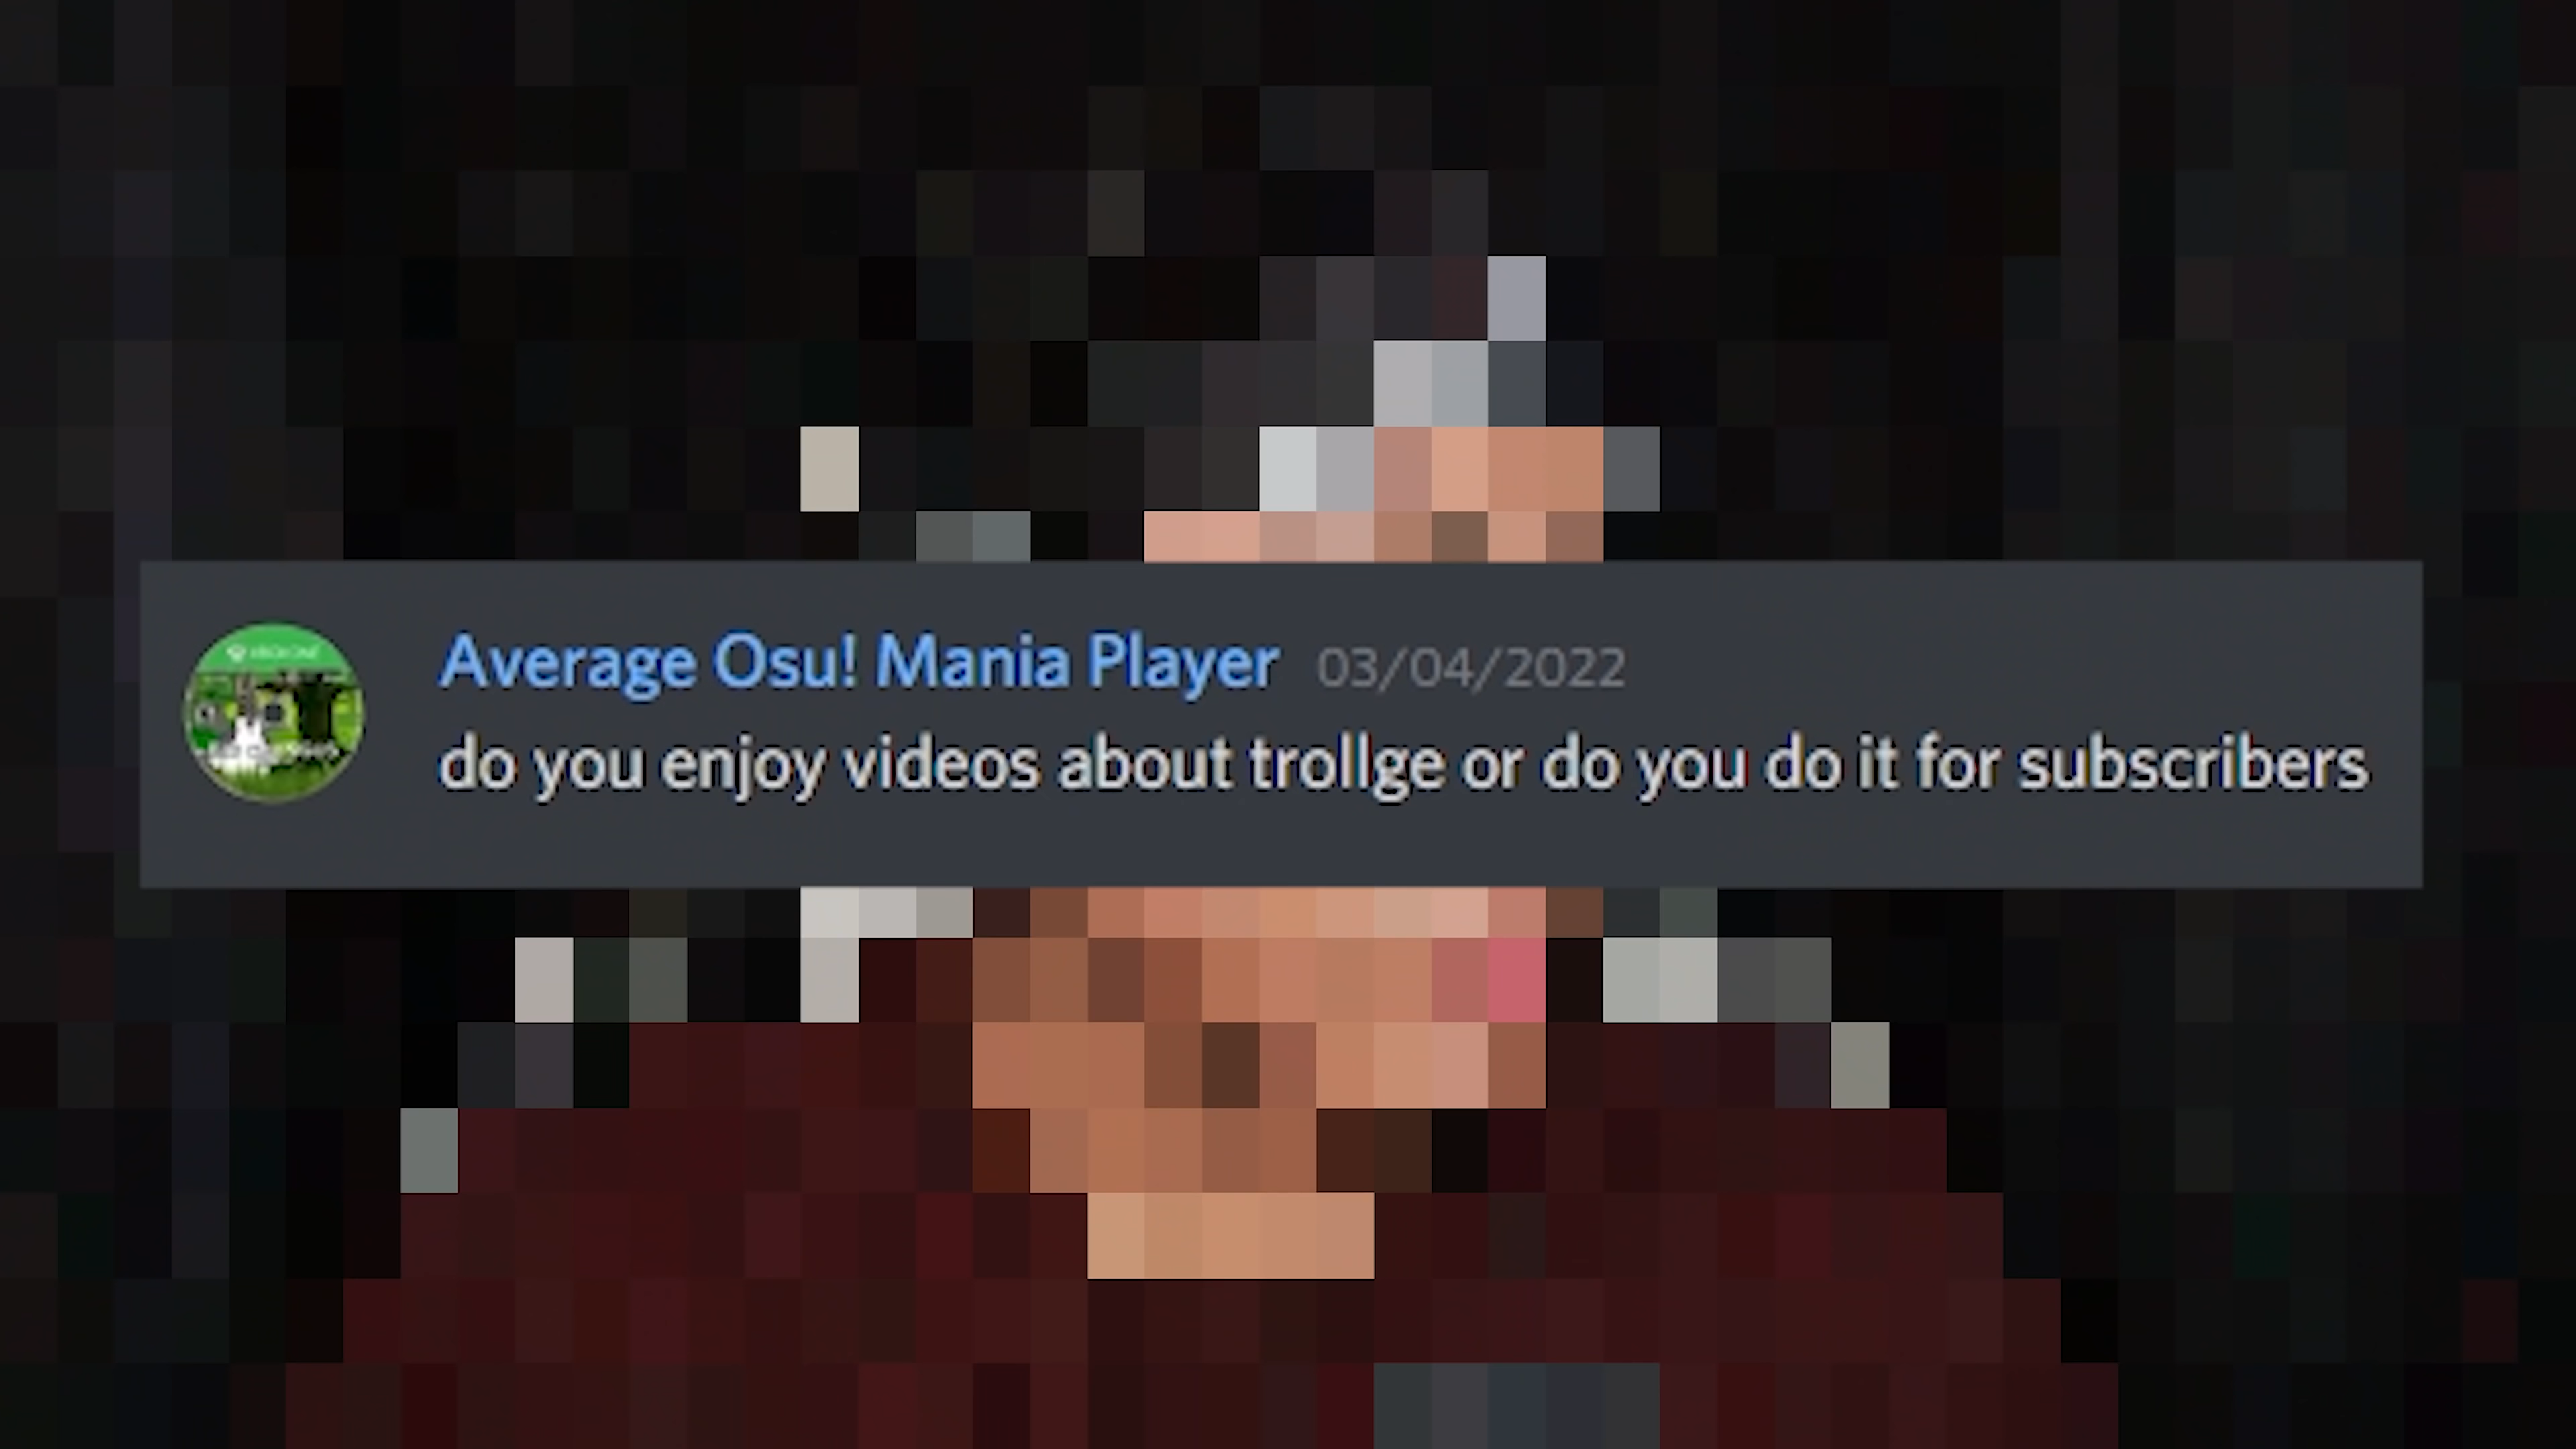 Average Osu! Mania Player 03/04/2022
do you enjoy videos about trollge or do you do it for subscribers